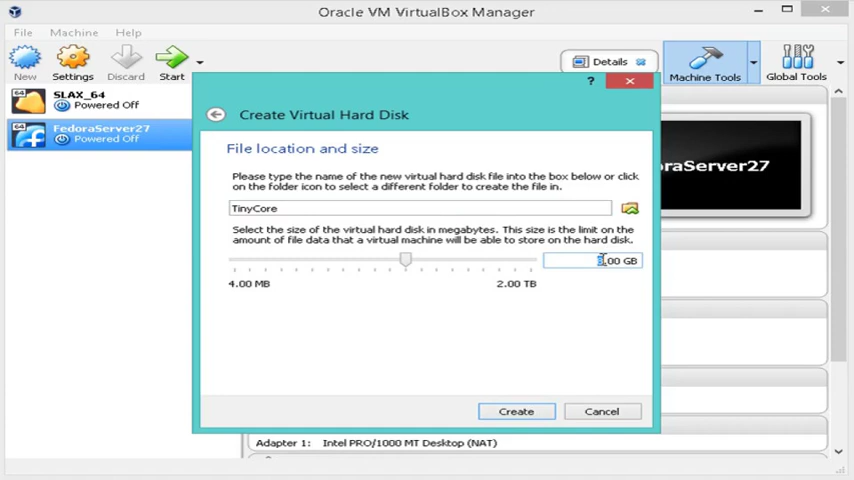 Oracle VM VirtualBox Manager
File Machine Help
New Settings Discard Start
Details
Machine Tools Global Tools
SLAX_64
Powered Off
FedoraServer27
Powered Off
?
Create Virtual Hard Disk
oraServer27
File location and size
Please type the name of the new virtual hard disk file into the box below or click
on the folder icon to select a different folder to create the file in.
TinyCore
Select the size of the virtual hard disk in megabytes. This size is the limit on the
amount of file data that a virtual machine will be able to store on the hard disk.
.00 GB
4.00 MB 2.00 TB
Create Cancel
Adapter 1: Intel PRO/1000 MT Desktop (NAT)